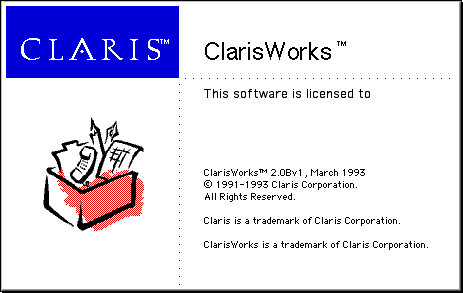 CLARIS™
ClarisWorks™
This software is licensed to
ClarisWorks™ 2.0Bv1, March 1993
© 1991-1993 Claris Corporation.
All Rights Reserved.
Claris is a trademark of Claris Corporation.
ClarisWorks is a trademark of Claris Corporation.